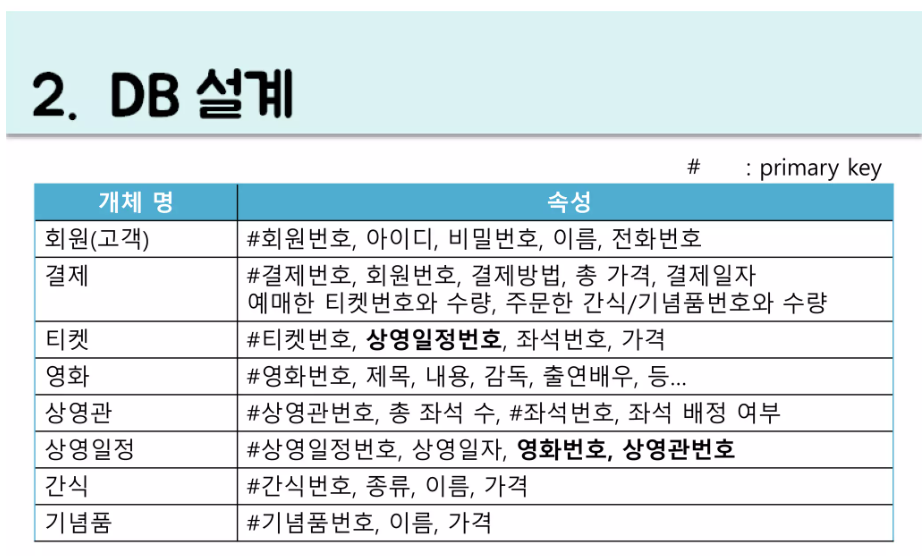 2. DB 설계
# : primary key
개체 명 속성
회원(고객) #회원번호, 아이디, 비밀번호, 이름, 전화번호
결제 #결제번호, 회원번호, 결제방법, 총 가격, 결제일자
예매한 티켓번호와 수량, 주문한 간식/기념품번호와 수량
티켓 #티켓번호, 상영일정번호, 좌석번호, 가격
영화 #영화번호, 제목, 내용, 감독, 출연배우, 등...
상영관 #상영관번호, 총 좌석 수, #좌석번호, 좌석 배정 여부
상영일정 #상영일정번호, 상영일자, 영화번호, 상영관번호
간식 #간식번호, 종류, 이름, 가격
기념품 #기념품번호, 이름, 가격